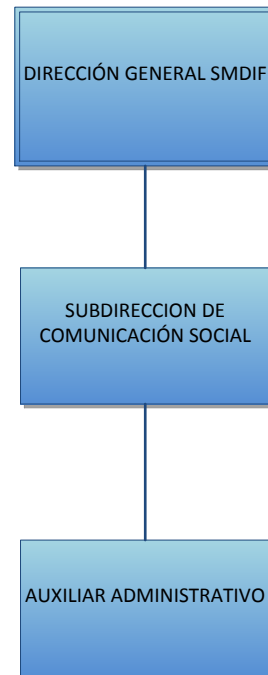 DIRECCIÓN GENERAL SMDIF
SUBDIRECCION DE
COMUNICACIÓN SOCIAL
AUXILIAR ADMINISTRATIVO